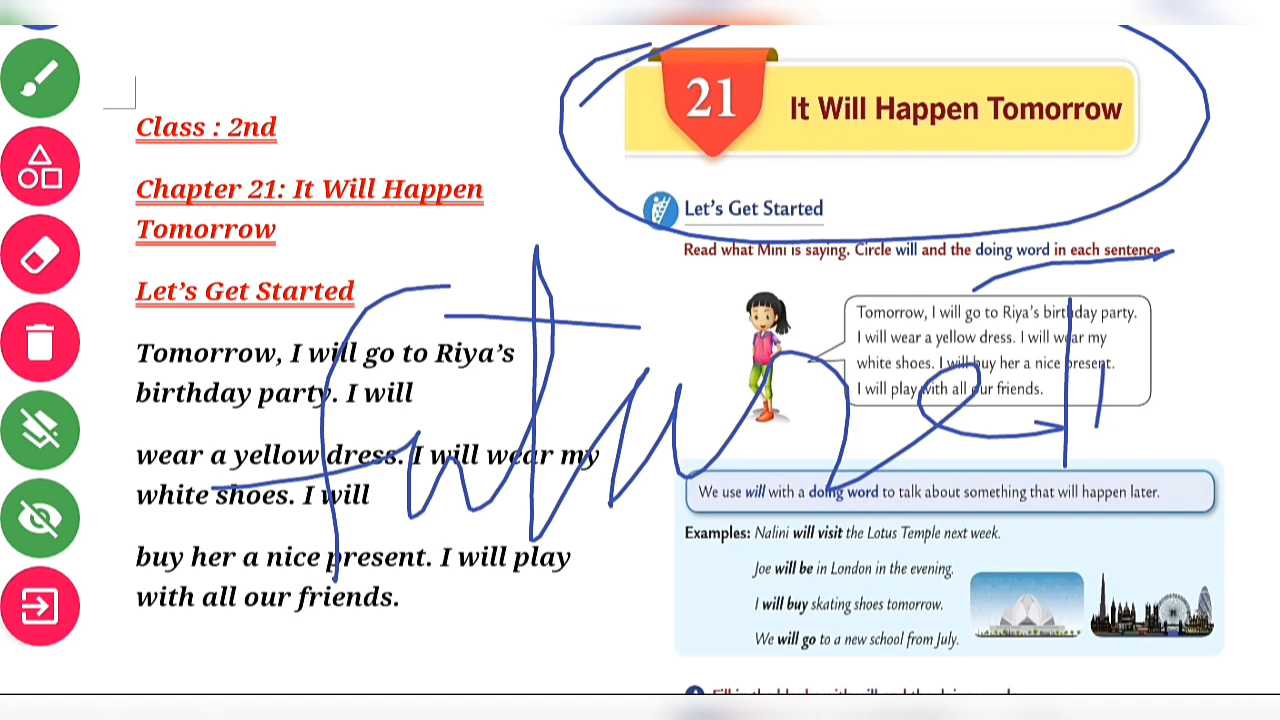 Class : 2nd
Chapter 21: It Will Happen
Tomorrow
Let's Get Started
Tomorrow, I will go to Riya's
birthday party. I will
wear a yellow dress. I will wear my
white shoes. I will
buy her a nice present. I will play
with all our friends.
21
It Will Happen Tomorrow
Let's Get Started
Read what Mini is saying. Circle will and the doing word in each sentence.
Tomorrow, I will go to Riya's birthday party.
I will wear a yellow dress. I will wear my
white shoes. I will buy her a nice present.
I will play with all our friends.
We use will with a doing word to talk about something that will happen later.
Examples: Nalini will visit the Lotus Temple next week.
Joe will be in London in the evening.
I will buy skating shoes tomorrow.
We will go to a new school from July.